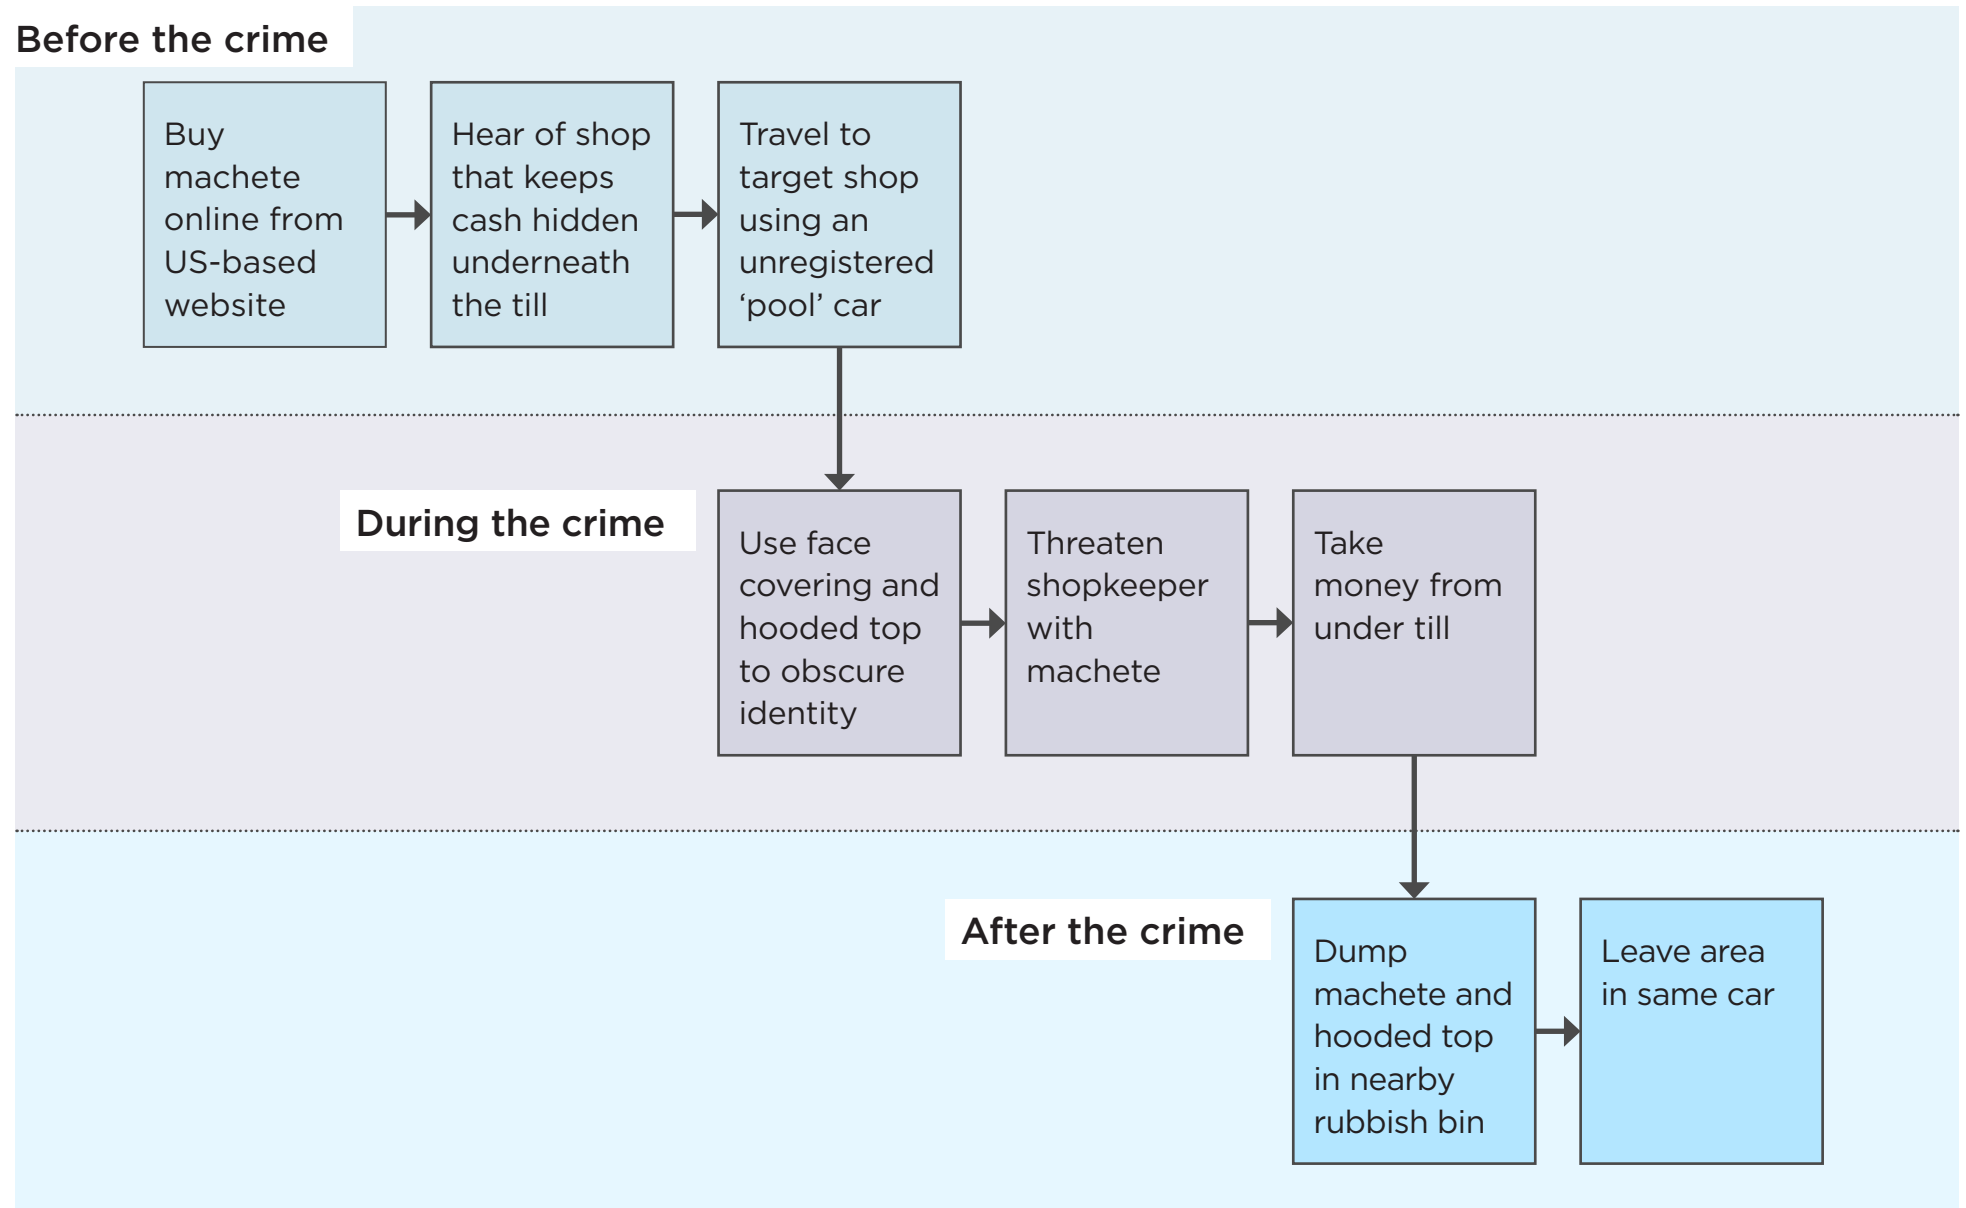 Before the crime
Buy
machete
online from
US-based
website
Hear of shop
that keeps
cash hidden
underneath
the till
Travel to
target shop
using an
unregistered
‘pool’ car
During the crime
Use face
covering and
hooded top
to obscure
identity
Threaten
shopkeeper
with
machete
Take
money from
under till
After the crime
Dump
machete and
hooded top
in nearby
rubbish bin
Leave area
in same car